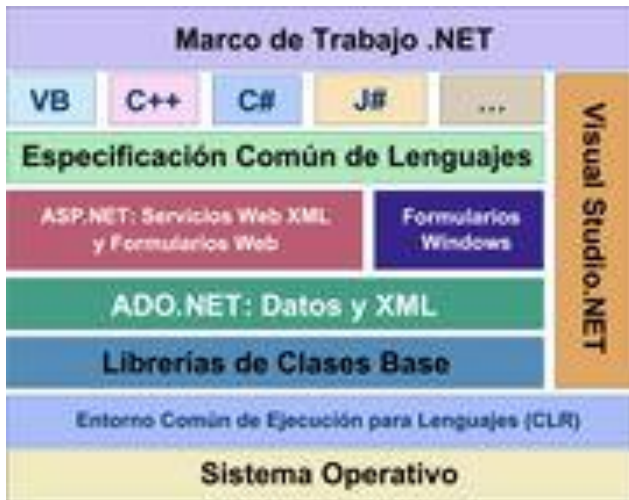 Marco de Trabajo .NET
VB
C++
C#
J#
...
Especificación Común de Lenguajes
ASP.NET: Servicios Web XML
y Formularios Web
Formularios
Windows
ADO.NET: Datos y XML
Librerías de Clases Base
Visual Studio.NET
Entorno Común de Ejecución para Lenguajes (CLR)
Sistema Operativo